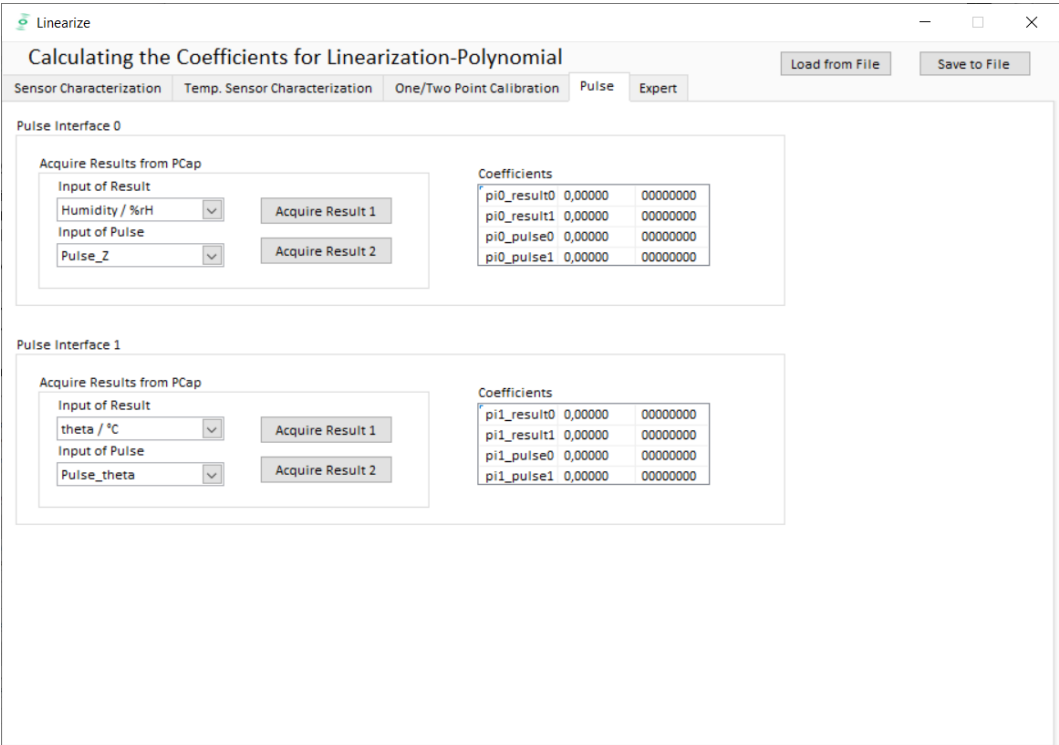 Linearize
Calculating the Coefficients for Linearization-Polynomial
Load from File
Save to File
Sensor Characterization
Temp. Sensor Characterization
One/Two Point Calibration
Pulse
Expert
Pulse Interface 0
Acquire Results from PCap
Input of Result
Humidity / %rH
Acquire Result 1
Input of Pulse
Pulse_Z
Acquire Result 2
Coefficients
pi0_result0 0,00000 00000000
pi0_result1 0,00000 00000000
pi0_pulse0 0,00000 00000000
pi0_pulse1 0,00000 00000000
Pulse Interface 1
Acquire Results from PCap
Input of Result
theta / °C
Acquire Result 1
Input of Pulse
Pulse_theta
Acquire Result 2
Coefficients
pi1_result0 0,00000 00000000
pi1_result1 0,00000 00000000
pi1_pulse0 0,00000 00000000
pi1_pulse1 0,00000 00000000